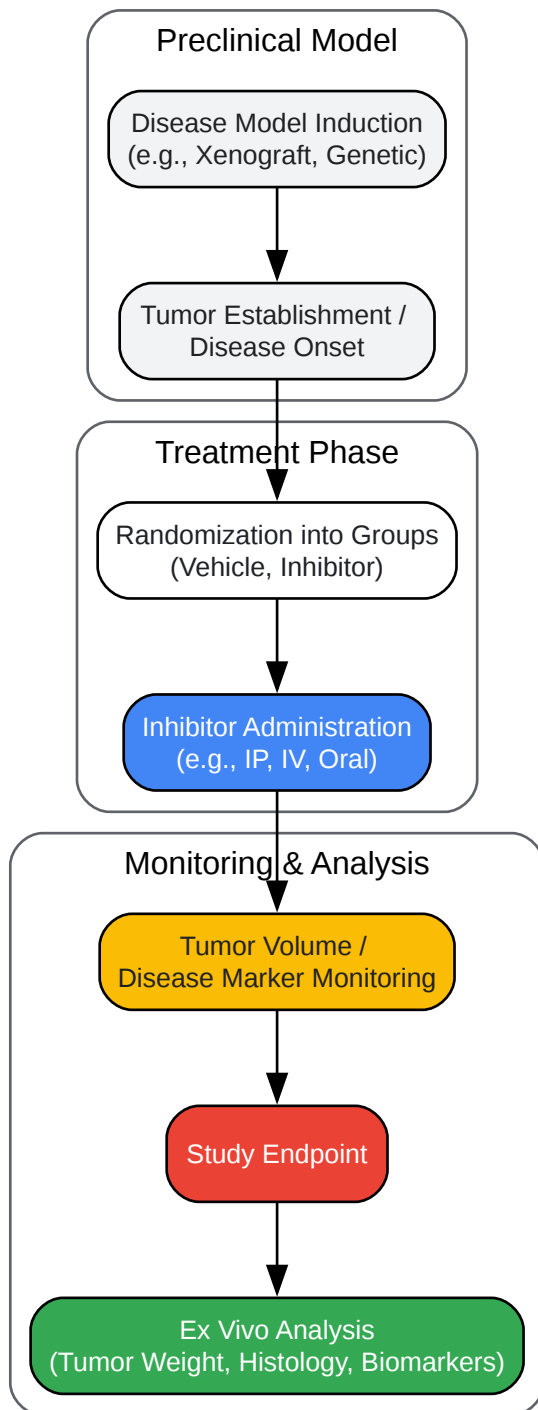 Preclinical Model
Disease Model Induction
(e.g., Xenograft, Genetic)
Tumor Establishment /
Disease Onset
Treatment Phase
Randomization into Groups
(Vehicle, Inhibitor)
Inhibitor Administration
(e.g., IP, IV, Oral)
Monitoring & Analysis
Tumor Volume /
Disease Marker Monitoring
Study Endpoint
Ex Vivo Analysis
(Tumor Weight, Histology, Biomarkers)